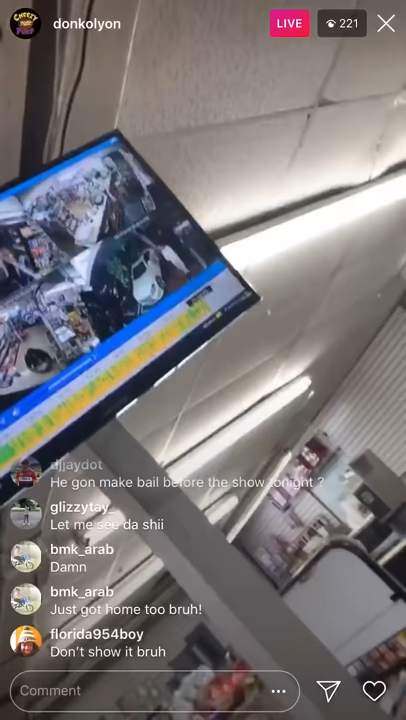 donkolyon
LIVE
221
djjaydot
He gon make bail before the show tonight ?
glizzytay_
Let me see da shii
bmk_arab
Damn
bmk_arab
Just got home too bruh!
florida954boy
Don't show it bruh
Comment